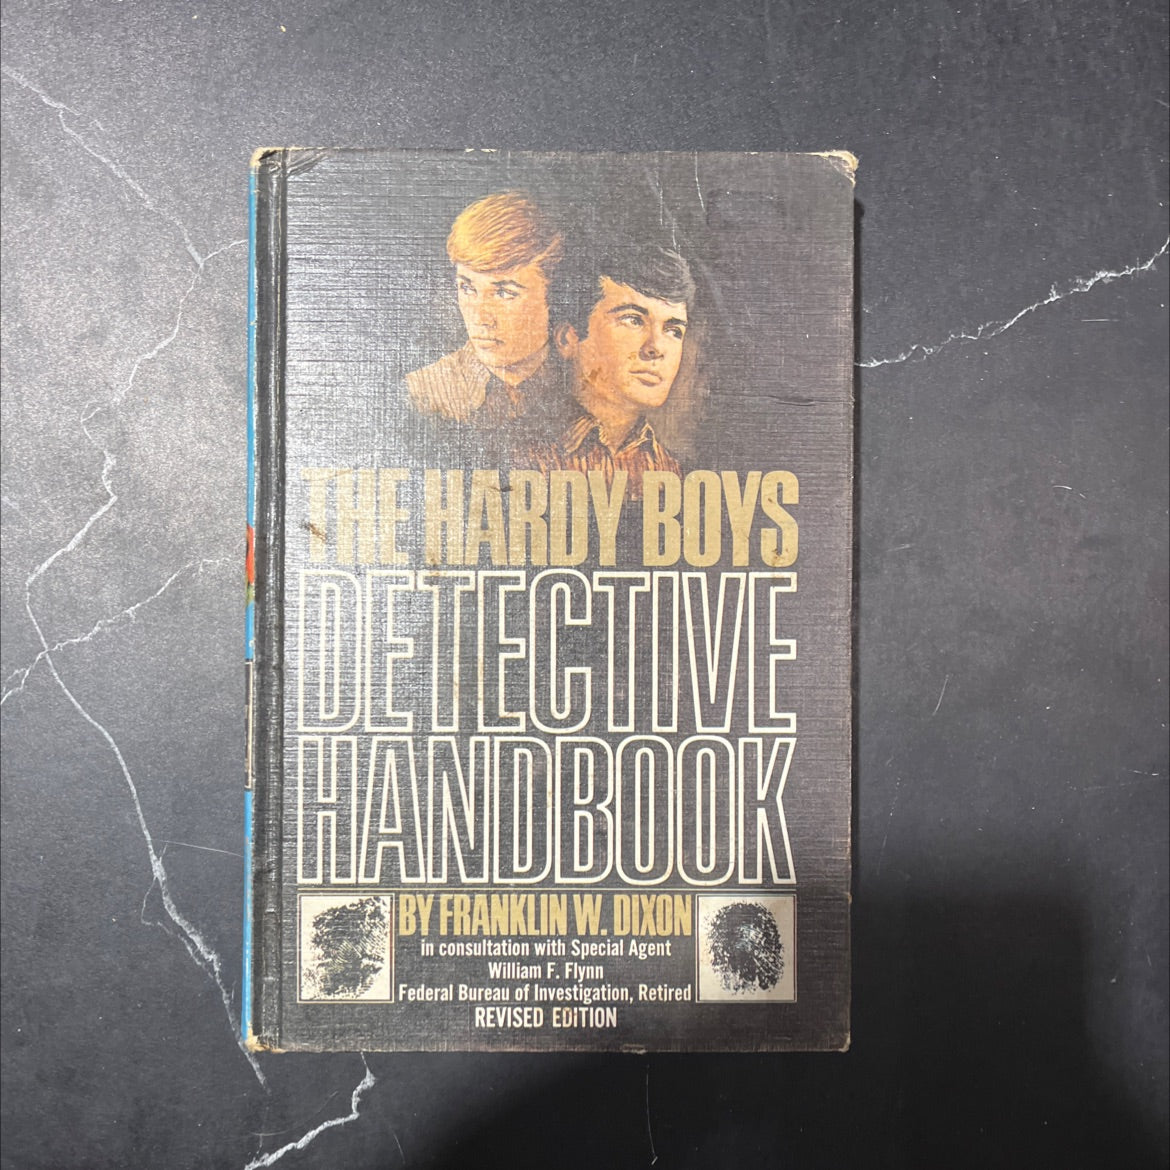 THE HARDY BOYS
DETECTIVE
HANDBOOK
BY FRANKLIN W. DIXON
in consultation with Special Agent
William F. Flynn
Federal Bureau of Investigation, Retired
REVISED EDITION